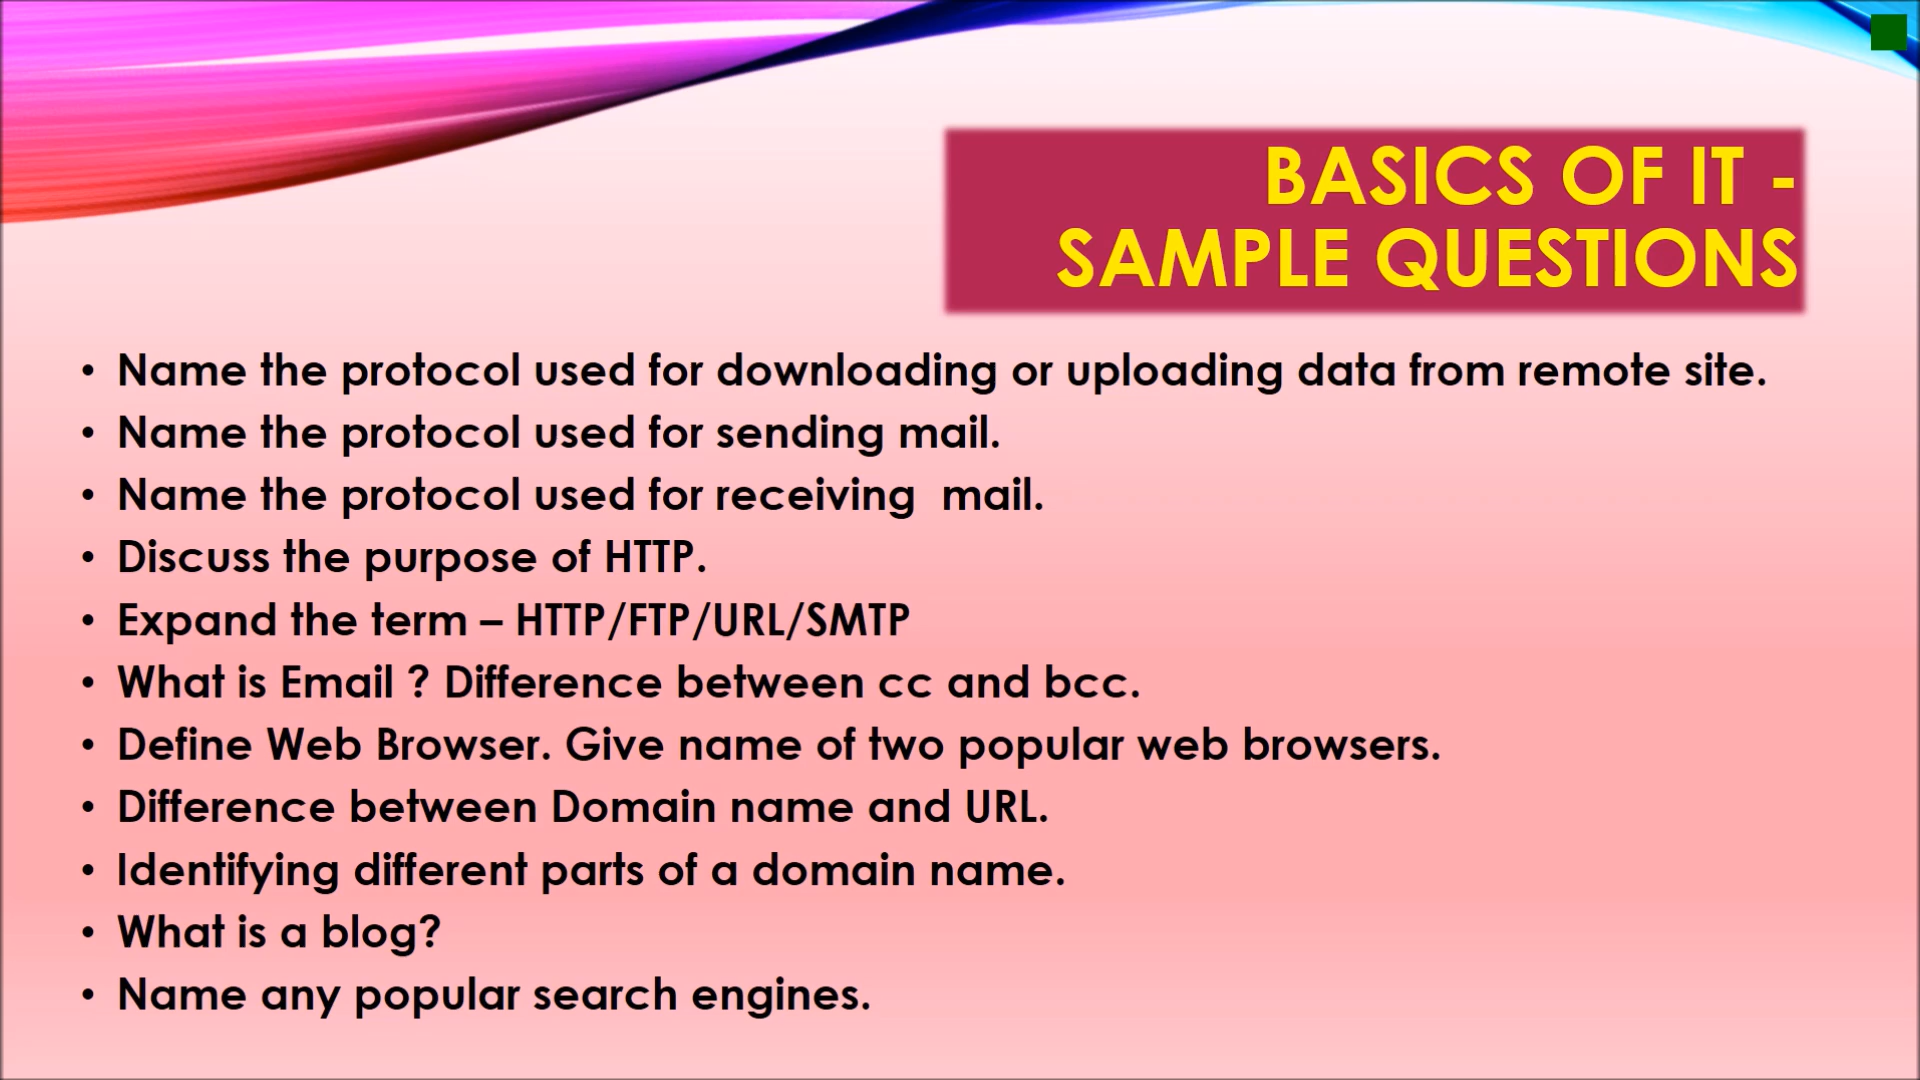 BASICS OF IT -
SAMPLE QUESTIONS
• Name the protocol used for downloading or uploading data from remote site.
• Name the protocol used for sending mail.
• Name the protocol used for receiving  mail.
• Discuss the purpose of HTTP.
• Expand the term – HTTP/FTP/URL/SMTP
• What is Email ? Difference between cc and bcc.
• Define Web Browser. Give name of two popular web browsers.
• Difference between Domain name and URL.
• Identifying different parts of a domain name.
• What is a blog?
• Name any popular search engines.